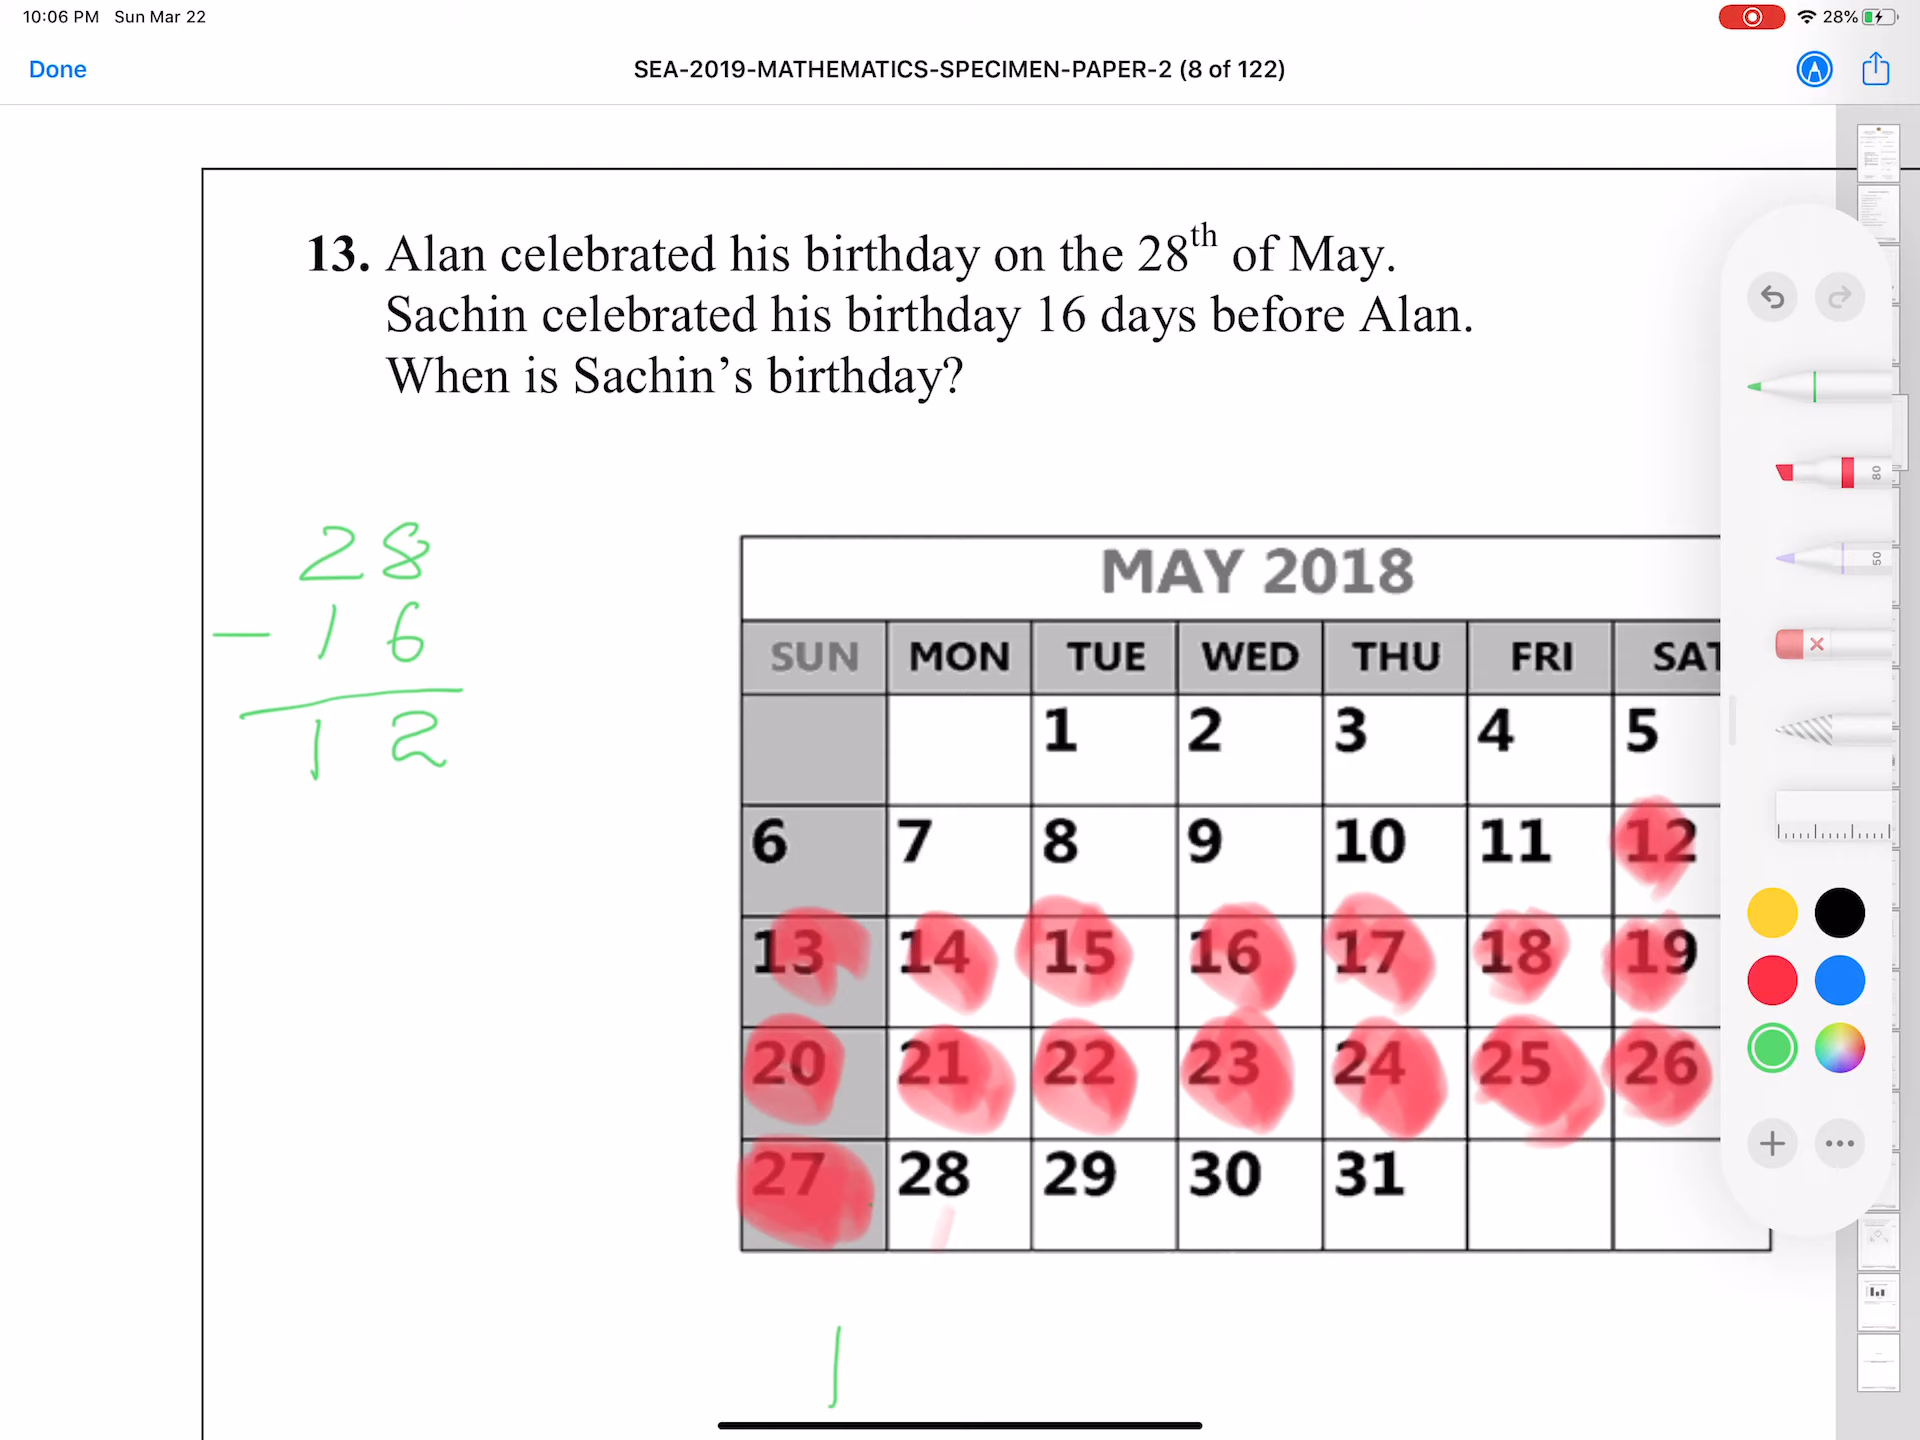 10:06 PM Sun Mar 22
28%
Done
SEA-2019-MATHEMATICS-SPECIMEN-PAPER-2 (8 of 122)
13. Alan celebrated his birthday on the 28th of May.
Sachin celebrated his birthday 16 days before Alan.
When is Sachin’s birthday?
28
− 16
12
MAY 2018
SUN MON TUE WED THU FRI SAT
1 2 3 4 5
6 7 8 9 10 11 12
13 14 15 16 17 18 19
20 21 22 23 24 25 26
27 28 29 30 31
1
80
50